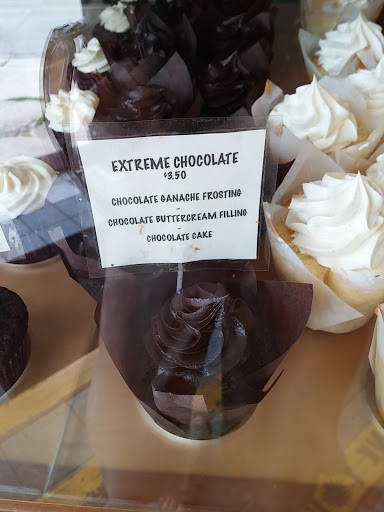 EXTREME CHOCOLATE
$3.50
CHOCOLATE GANACHE FROSTING
-
CHOCOLATE BUTTERCREAM FILLING
-
CHOCOLATE CAKE